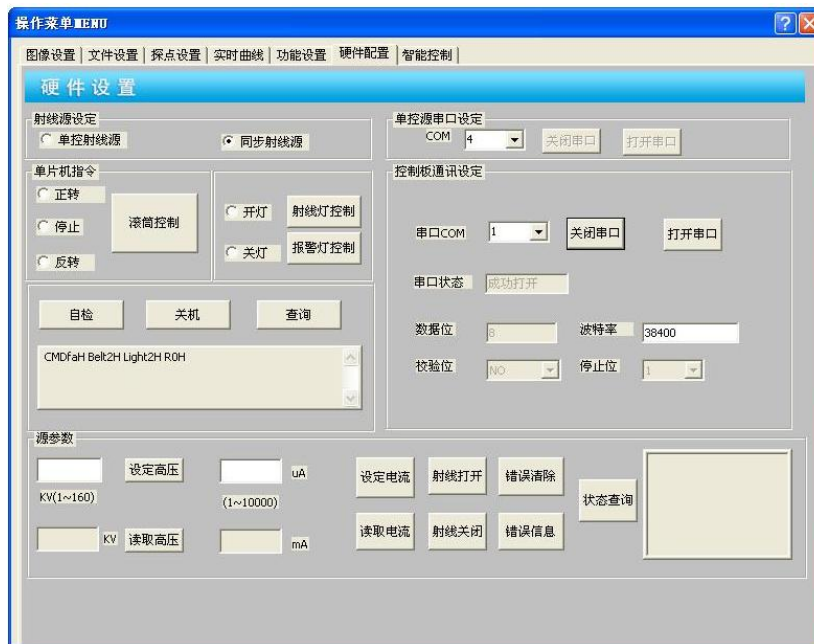 操作菜单MENU
图像设置 文件设置 探点设置 实时曲线 功能设置 硬件配置 智能控制
硬件设置
射线源设定
单控射线源 同步射线源
单控源串口设定
COM 4 关闭串口 打开串口
单片机指令
正转
停止
反转
滚筒控制
开灯 射线灯控制
关灯 报警灯控制
控制板通讯设定
串口COM 1 关闭串口 打开串口
串口状态 成功打开
数据位 8 波特率 38400
校验位 NO 停止位 1
自检 关机 查询
CMDfaH Belt2H Light2H R0H
源参数
设定高压 uA 设定电流 射线打开 错误清除
KV(1~160) (1~10000)
状态查询
KV 读取高压 mA 读取电流 射线关闭 错误信息